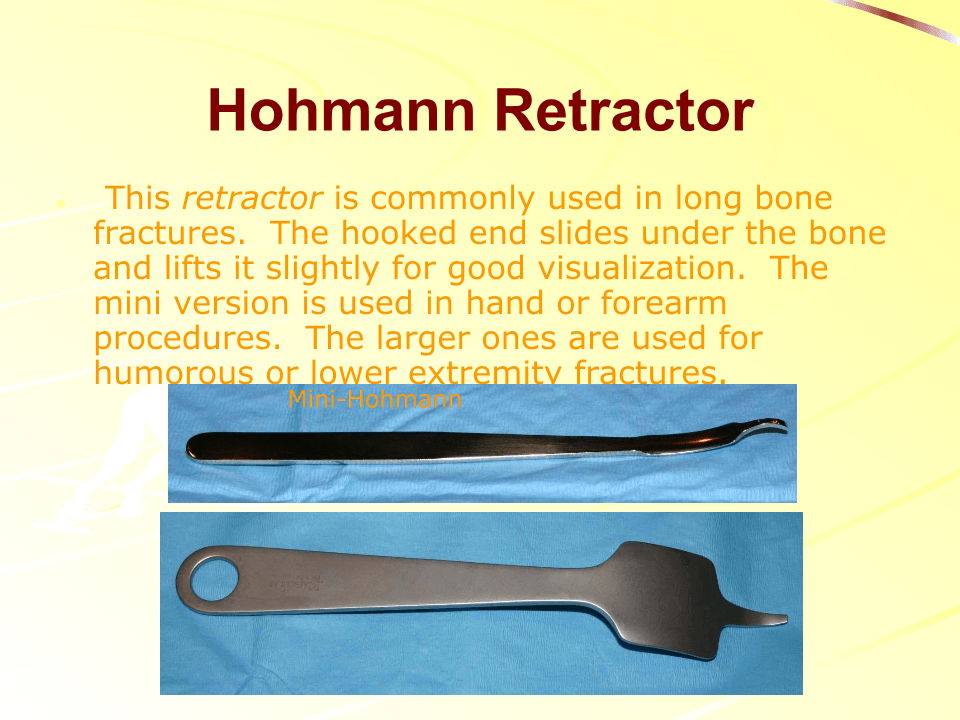 Hohmann Retractor
This retractor is commonly used in long bone
fractures.  The hooked end slides under the bone
and lifts it slightly for good visualization.  The
mini version is used in hand or forearm
procedures.  The larger ones are used for
humorous or lower extremity fractures.
Mini-Hohmann